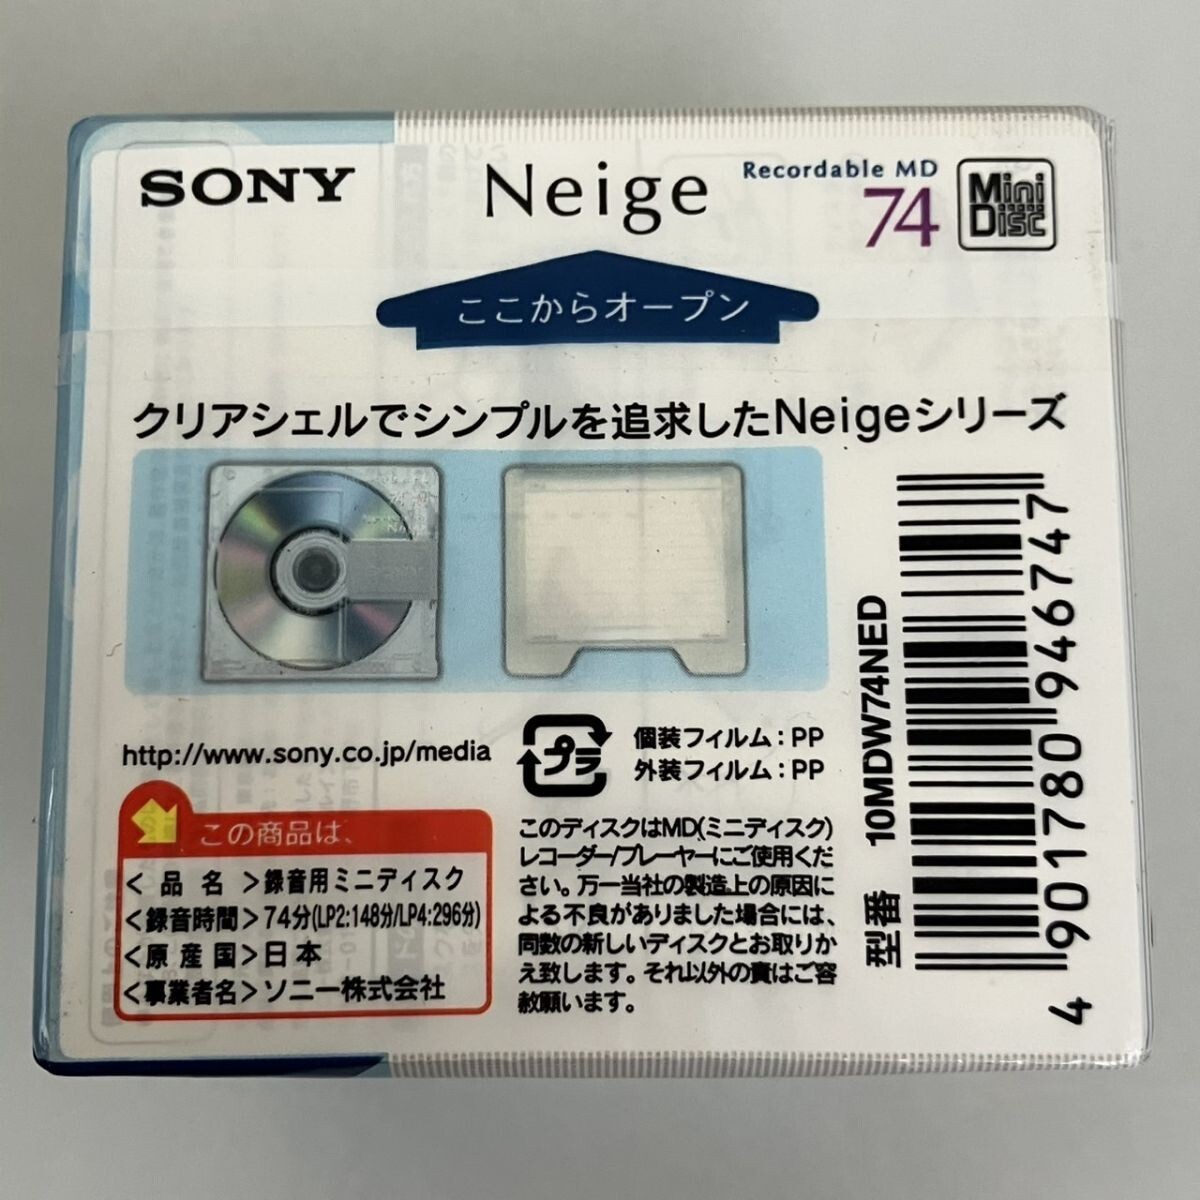 SONY
Neige
Recordable MD
74
Mini
Disc
ここからオープン
クリアシェルでシンプルを追求したNeigeシリーズ
http://www.sony.co.jp/media
プラ
個装フィルム：PP
外装フィルム：PP
この商品は、
＜品名＞録音用ミニディスク
＜録音時間＞74分(LP2:148分/LP4:296分)
＜原産国＞日本
＜事業者名＞ソニー株式会社
このディスクはMD(ミニディスク)
レコーダー/プレーヤーにご使用くだ
さい。万一当社の製造上の原因に
よる不良がありました場合には、
同数の新しいディスクとお取りか
え致します。それ以外の責はご容
赦願います。
型番 10MDW74NED
4 901780 946747